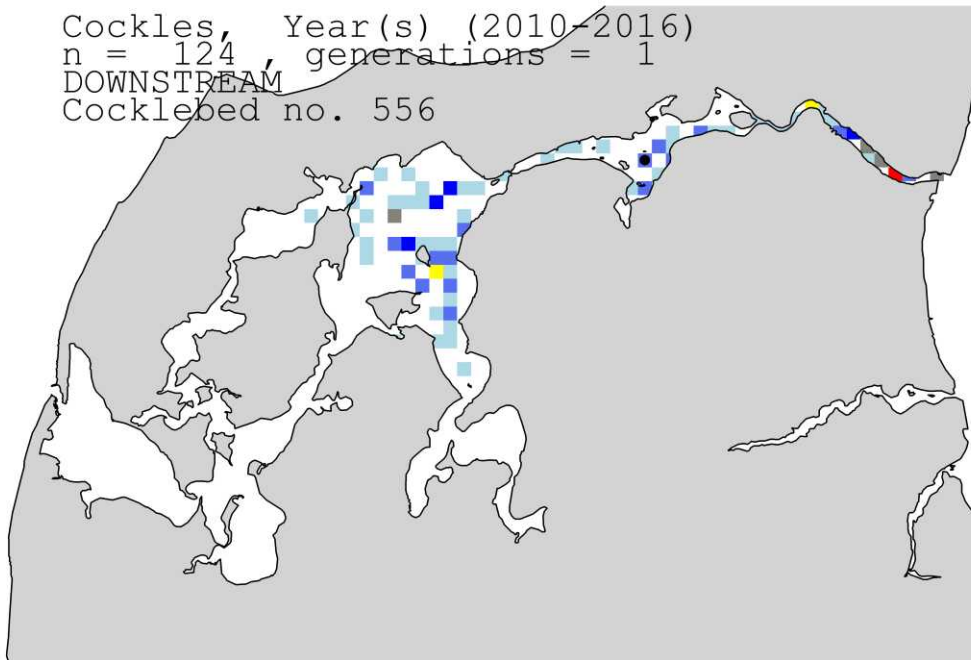 Cockles, Year(s) (2010-2016)
n = 124 , generations = 1
DOWNSTREAM
Cocklebed no. 556